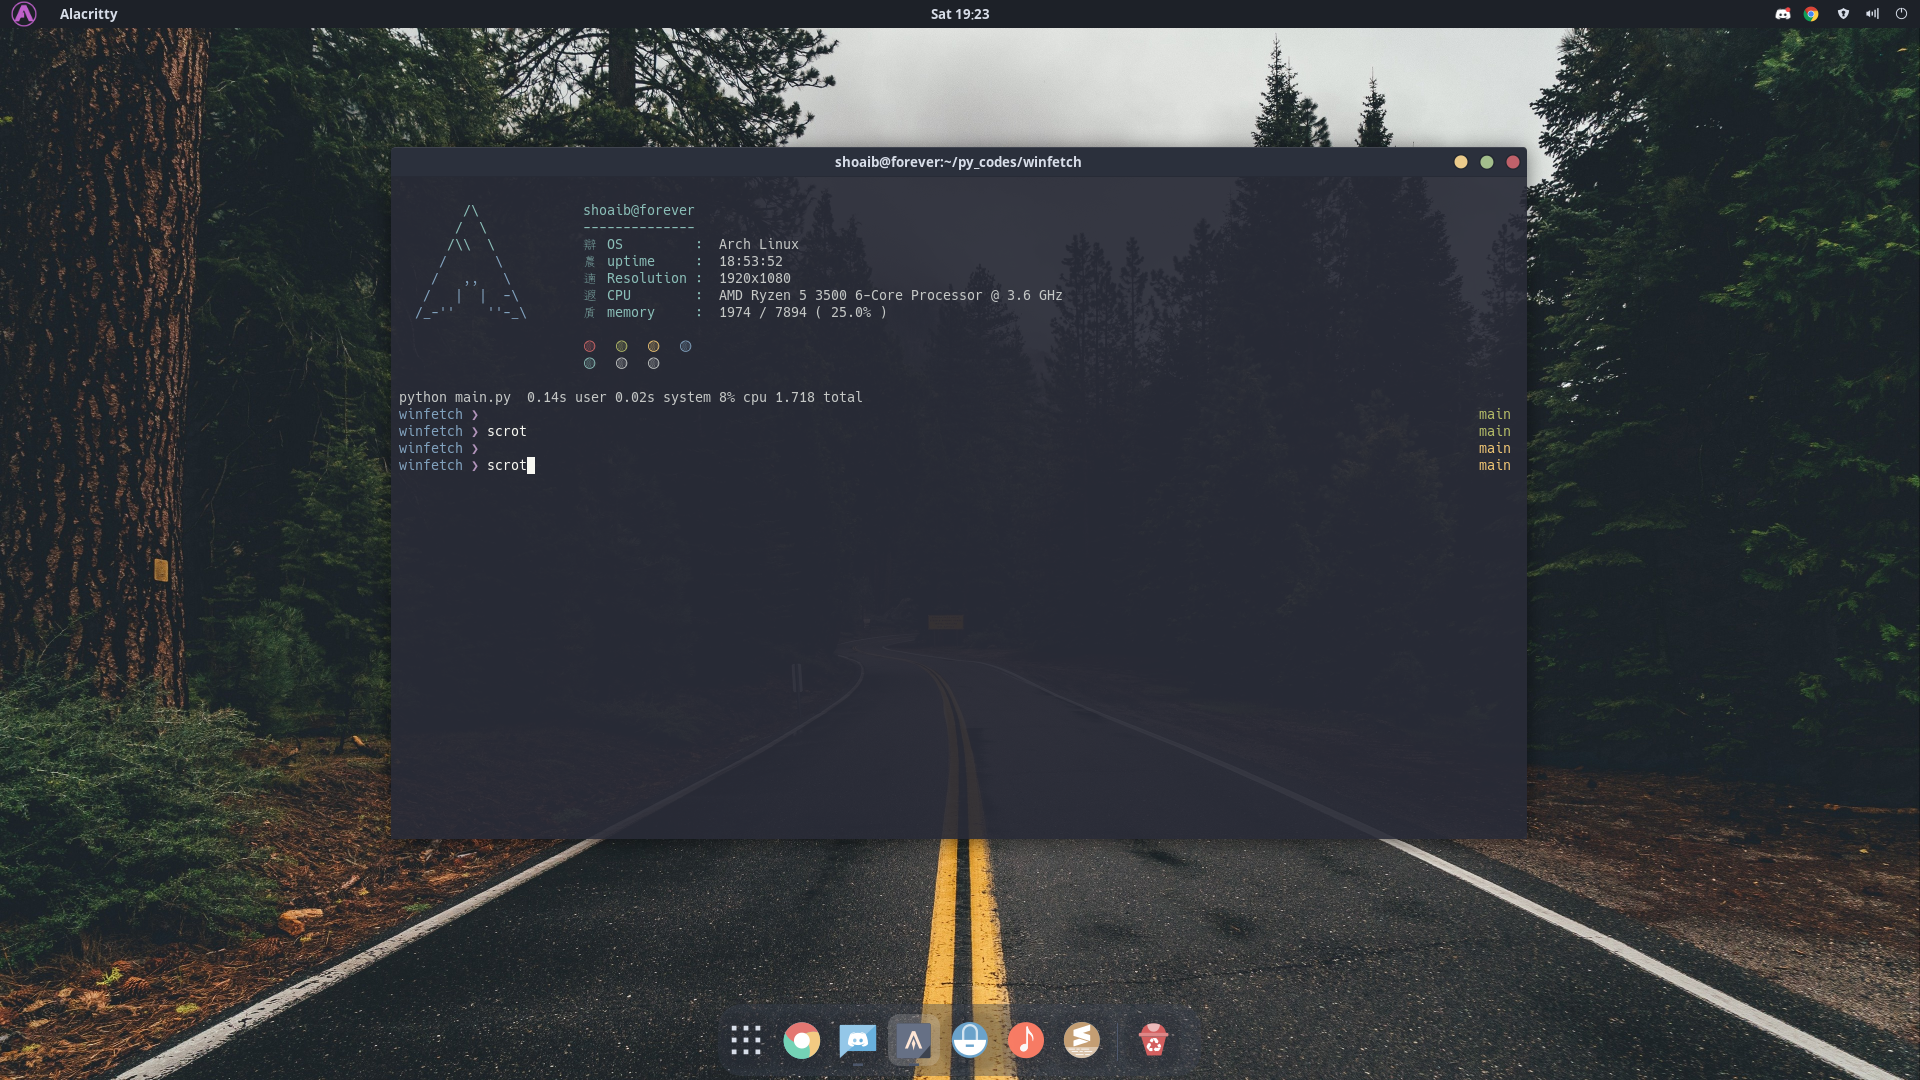 Alacritty
Sat 19:23
shoaib@forever:~/py_codes/winfetch
shoaib@forever
--------------
OS : Arch Linux
uptime : 18:53:52
Resolution : 1920x1080
CPU : AMD Ryzen 5 3500 6-Core Processor @ 3.6 GHz
memory : 1974 / 7894 ( 25.0% )
python main.py 0.14s user 0.02s system 8% cpu 1.718 total
winfetch ❯ main
winfetch ❯ scrot main
winfetch ❯ main
winfetch ❯ scrot main